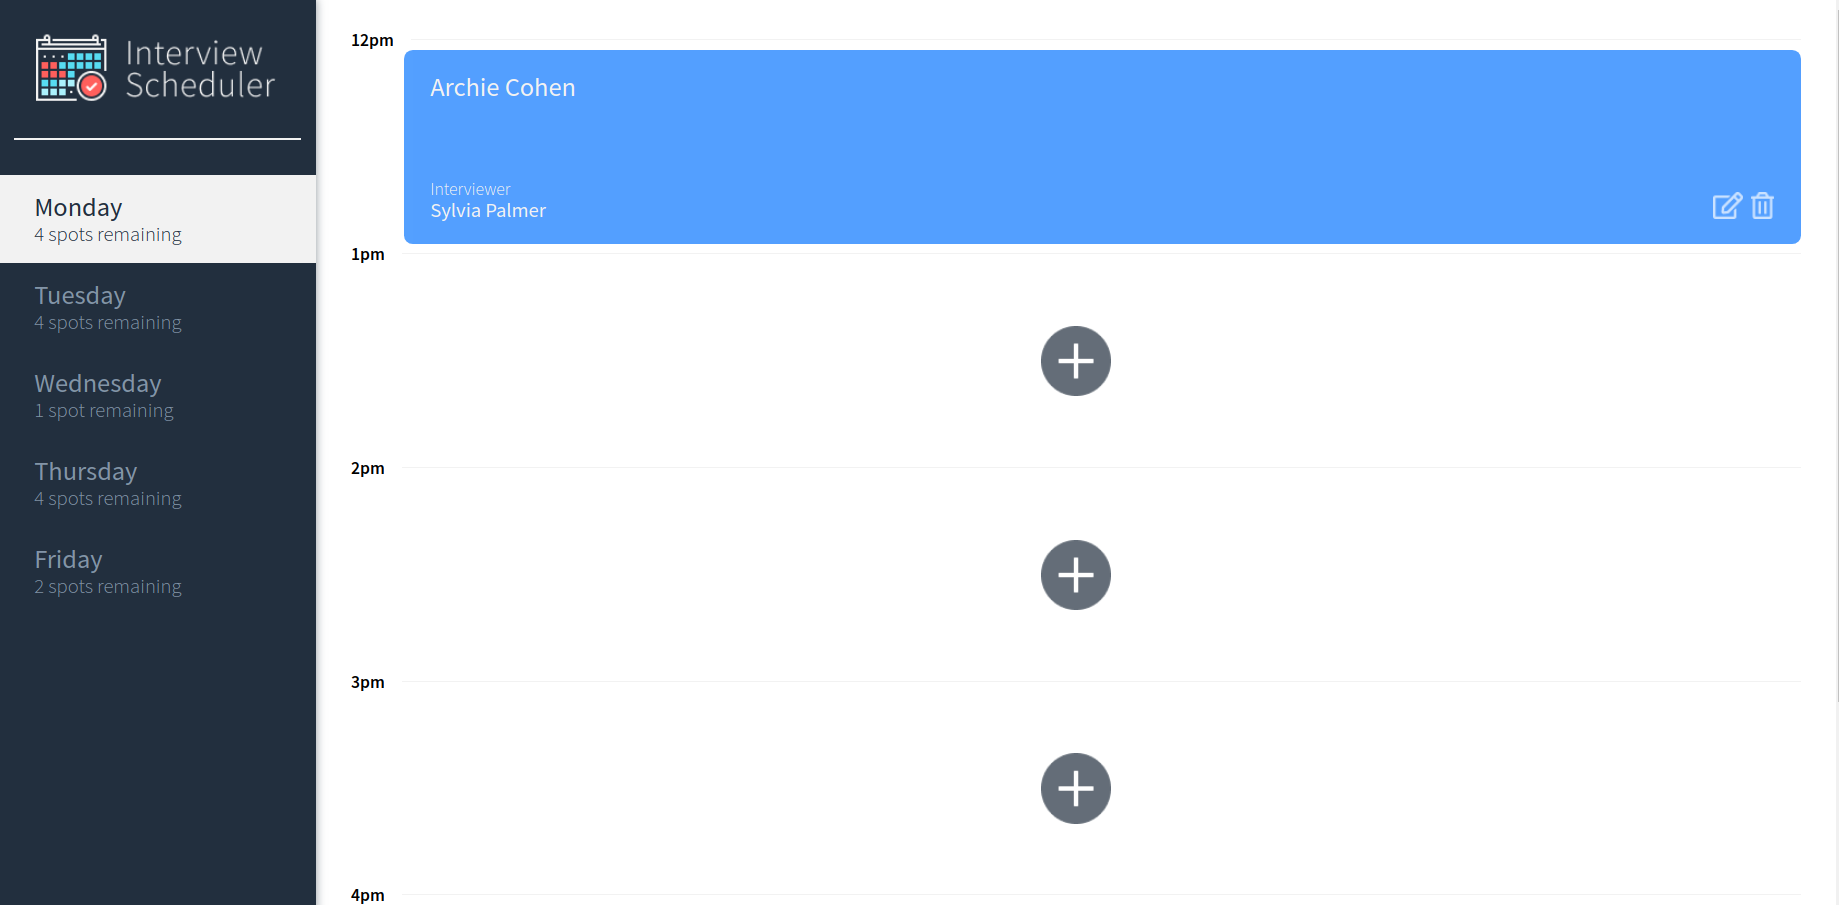 Interview
Scheduler
Monday
4 spots remaining
Tuesday
4 spots remaining
Wednesday
1 spot remaining
Thursday
4 spots remaining
Friday
2 spots remaining
12pm
Archie Cohen
Interviewer
Sylvia Palmer
1pm
2pm
3pm
4pm